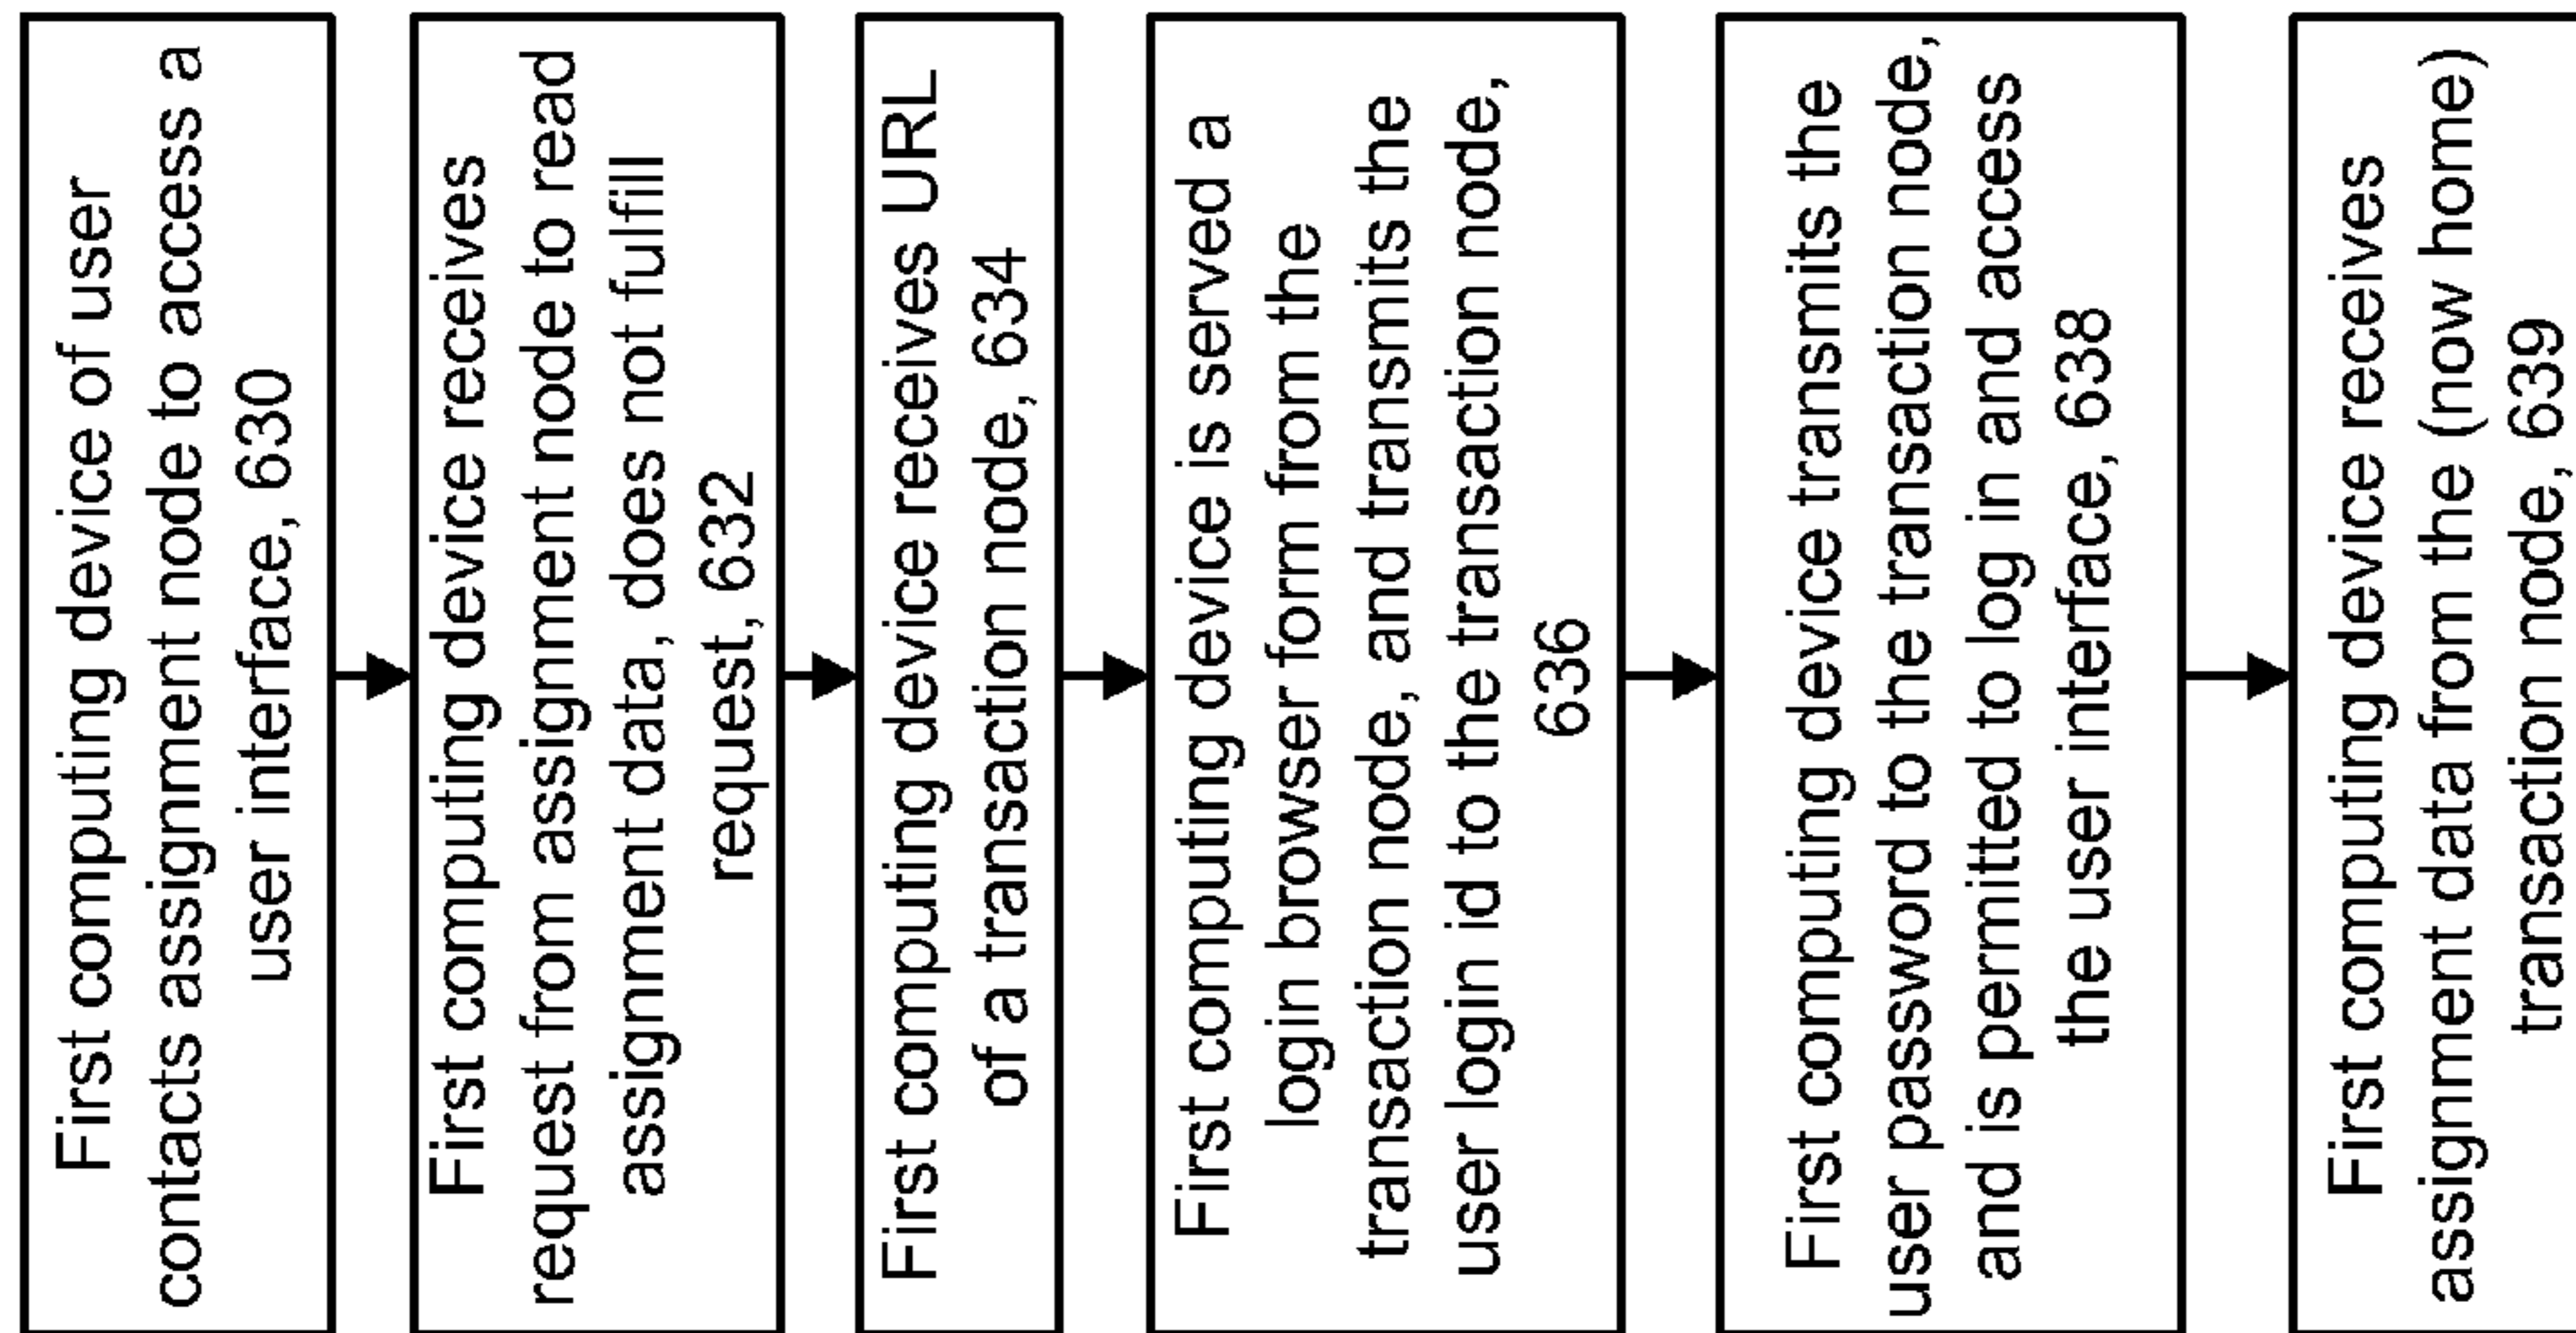 First computing device of user
contacts assignment node to access a
user interface, 630
First computing device receives
request from assignment node to read
assignment data, does not fulfill
request, 632
First computing device receives URL
of a transaction node, 634
First computing device is served a
login browser form from the
transaction node, and transmits the
user login id to the transaction node,
636
First computing device transmits the
user password to the transaction node,
and is permitted to log in and access
the user interface, 638
First computing device receives
assignment data from the (now home)
transaction node, 639